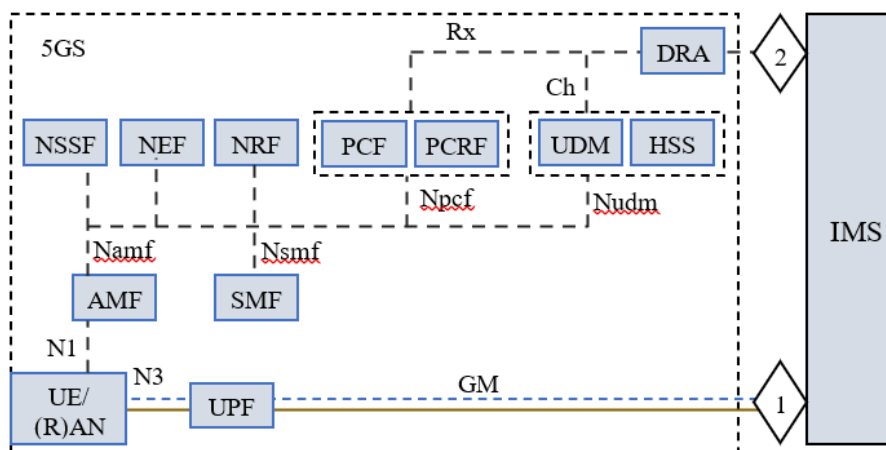 5GS
Rx
DRA
2
Ch
NSSF
NEF
NRF
PCF
PCRF
UDM
HSS
Npcf
Nudm
IMS
Namf
Nsmf
AMF
SMF
N1
N3
GM
UE/
(R)AN
UPF
1